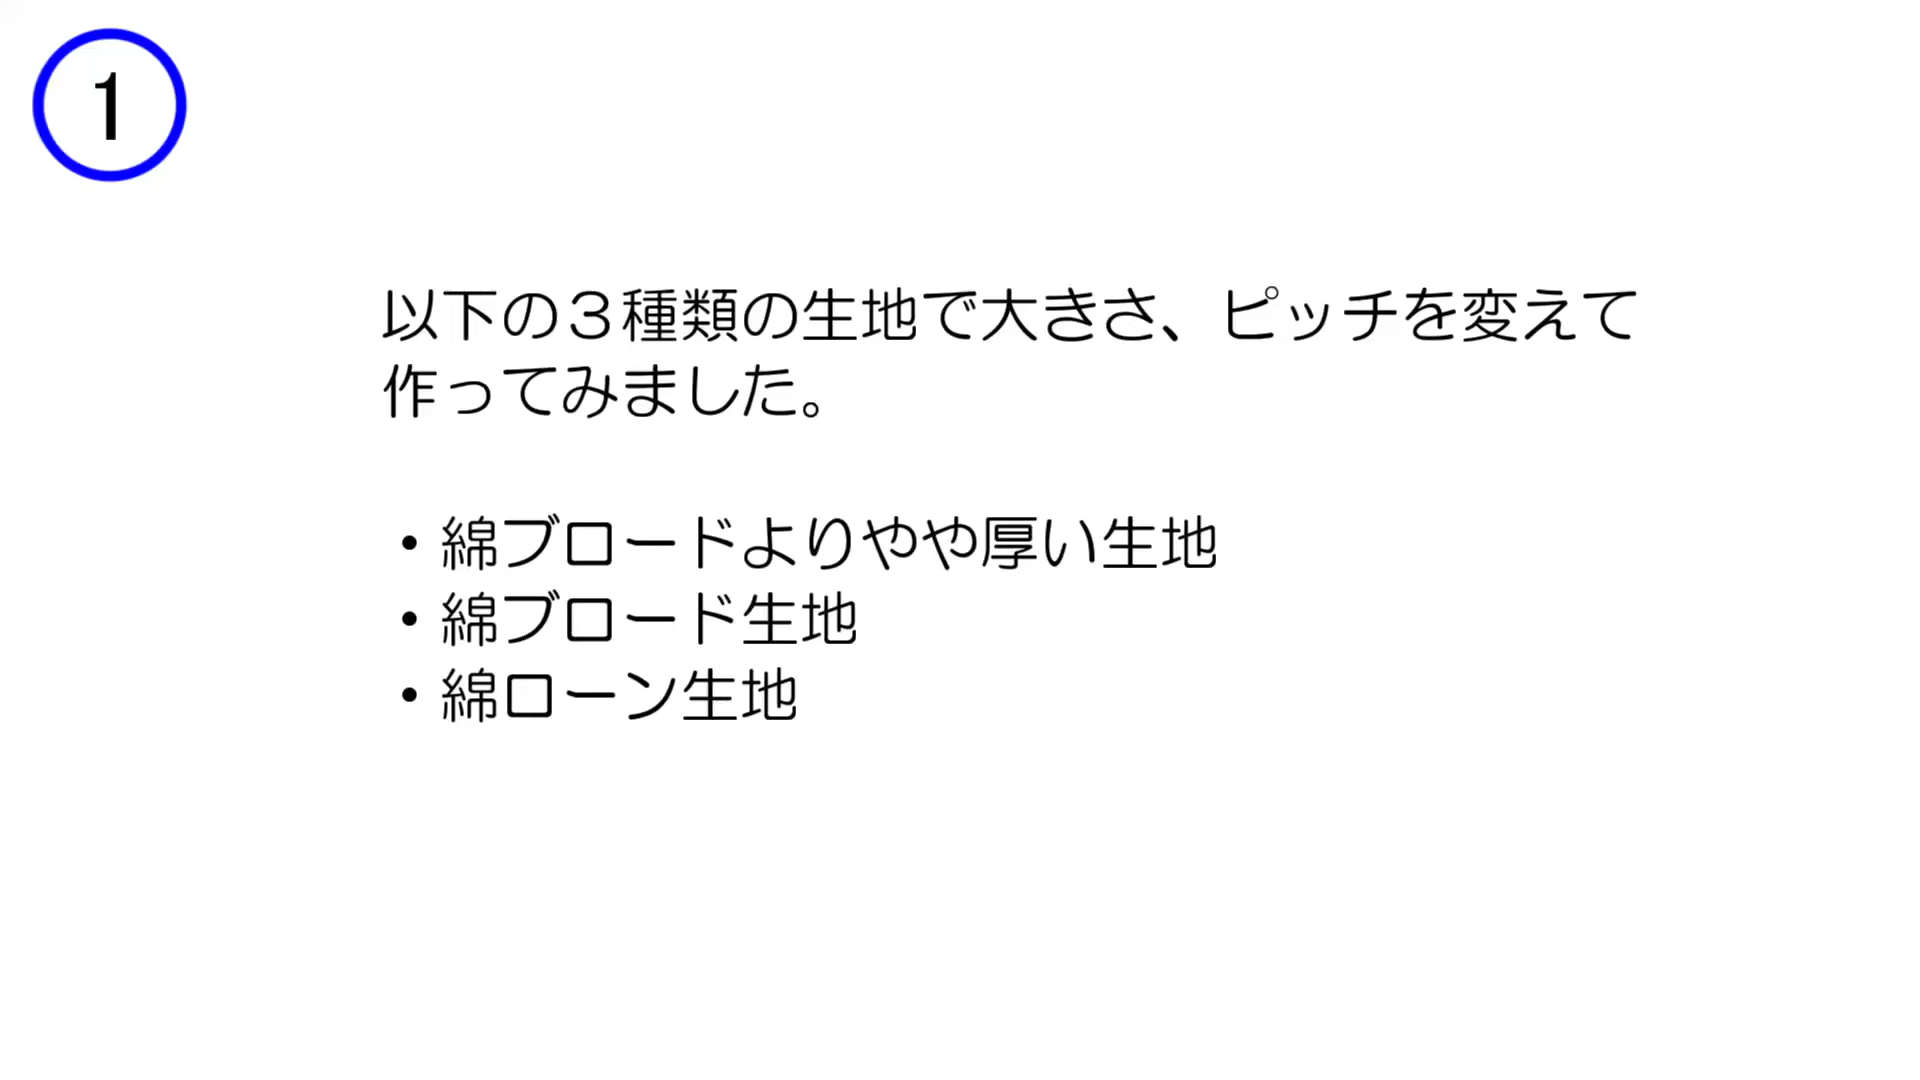 1
以下の３種類の生地で大きさ、ピッチを変えて
作ってみました。
・綿ブロードよりやや厚い生地
・綿ブロード生地
・綿ローン生地